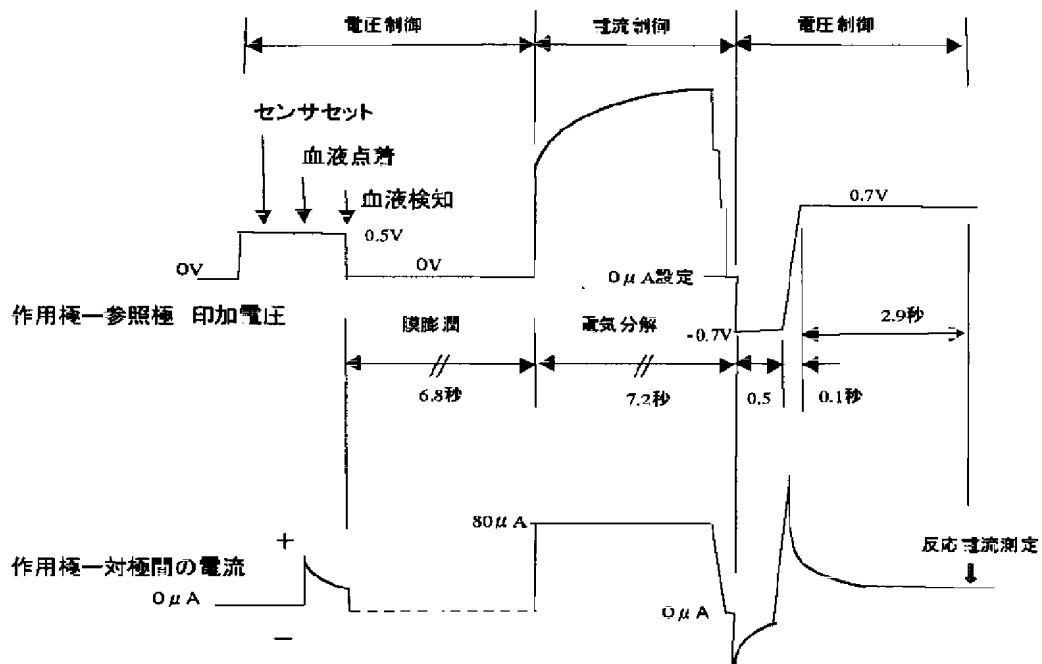 電圧制御
電流制御
電圧制御
センサセット
血液点着
血液検知
0.5V
0.7V
0V
0V
0μA設定
作用極ー参照極 印加電圧
膜膨潤
電気分解
-0.7V
2.9秒
6.8秒
7.2秒
0.5
0.1秒
80μA
+
反応電流測定
作用極ー対極間の電流
0μA
0μA
−